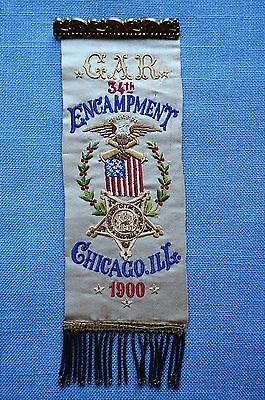 G.A.R.
34th
ENCAMPMENT
CHICAGO, ILL.
1900